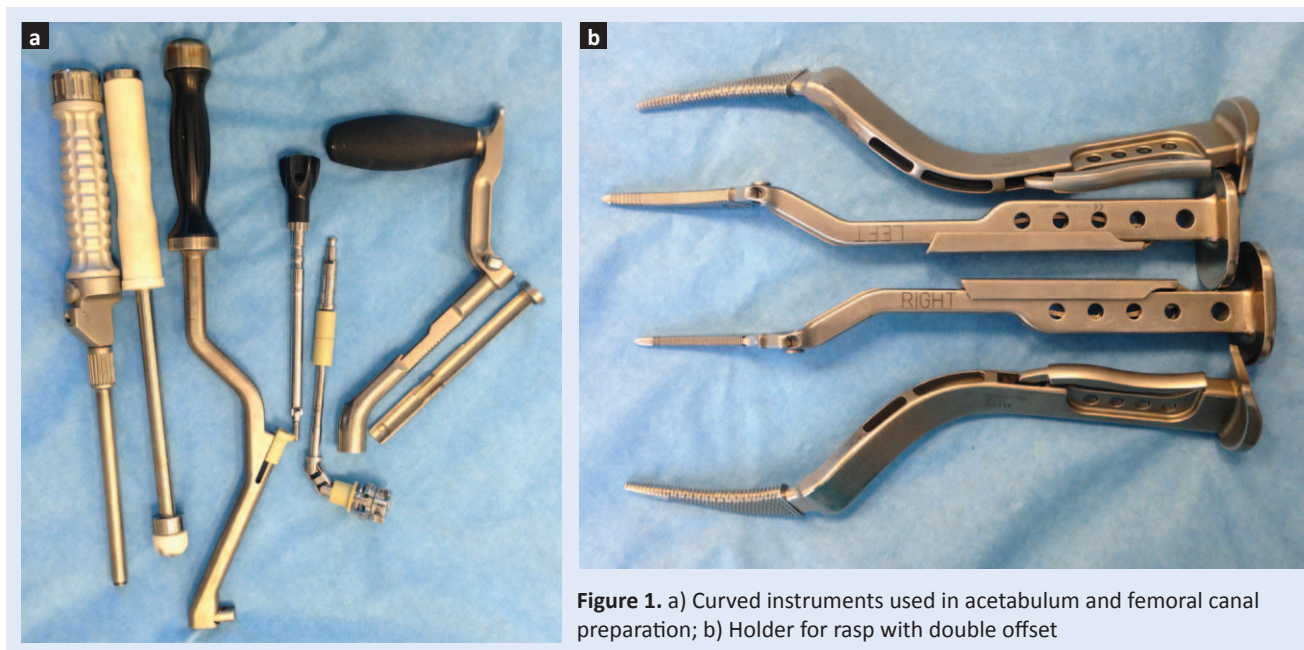 a
b
LEFT
RIGHT
Figure 1. a) Curved instruments used in acetabulum and femoral canal
preparation; b) Holder for rasp with double offset